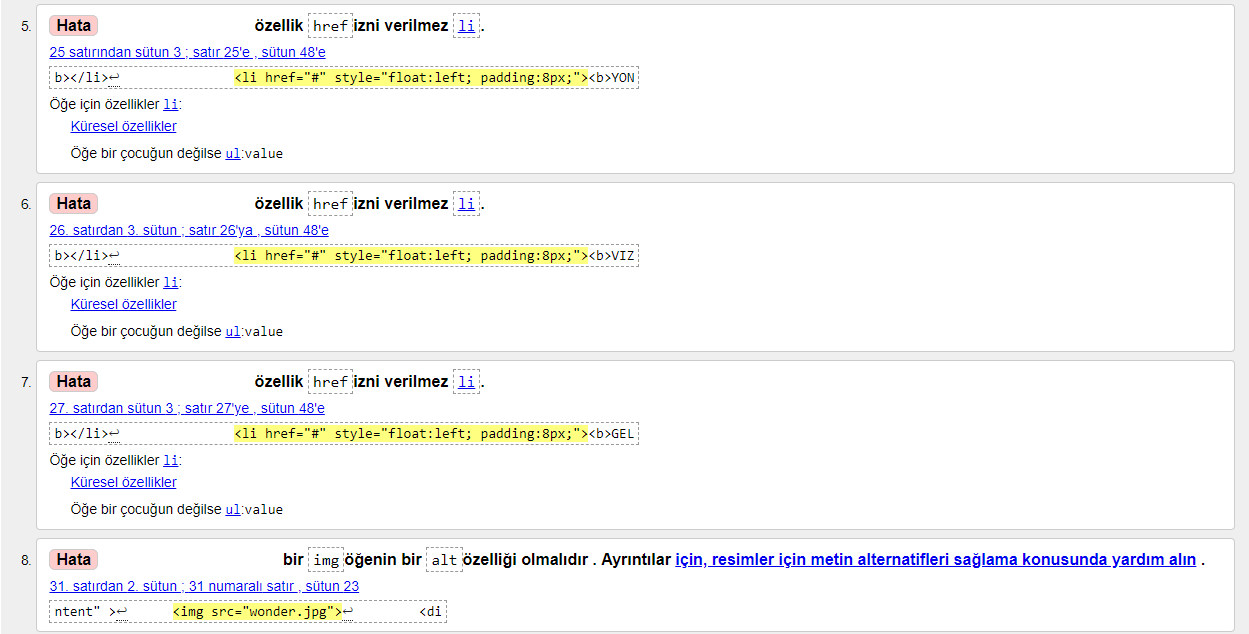 5. Hata özellik href izni verilmez li.
25 satırından sütun 3 ; satır 25'e , sütun 48'e
b></li>↩ <li href="#" style="float:left; padding:8px;"><b>YON
Öğe için özellikler li:
Küresel özellikler
Öğe bir çocuğun değilse ul:value
6. Hata özellik href izni verilmez li.
26. satırdan 3. sütun ; satır 26'ya , sütun 48'e
b></li>↩ <li href="#" style="float:left; padding:8px;"><b>VIZ
Öğe için özellikler li:
Küresel özellikler
Öğe bir çocuğun değilse ul:value
7. Hata özellik href izni verilmez li.
27. satırdan sütun 3 ; satır 27'ye , sütun 48'e
b></li>↩ <li href="#" style="float:left; padding:8px;"><b>GEL
Öğe için özellikler li:
Küresel özellikler
Öğe bir çocuğun değilse ul:value
8. Hata bir img öğenin bir alt özelliği olmalıdır . Ayrıntılar için, resimler için metin alternatifleri sağlama konusunda yardım alın .
31. satırdan 2. sütun ; 31 numaralı satır , sütun 23
ntent" >↩ <img src="wonder.jpg">↩ <di